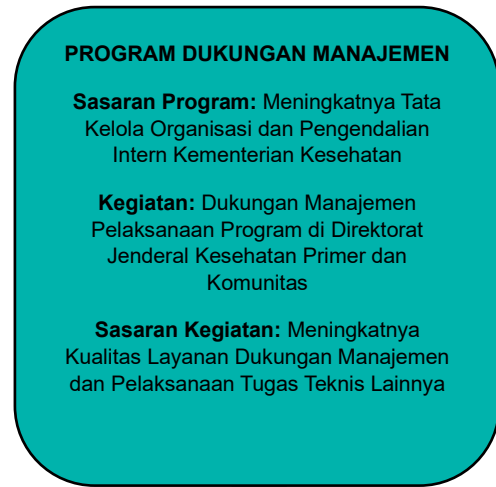 PROGRAM DUKUNGAN MANAJEMEN
Sasaran Program: Meningkatnya Tata
Kelola Organisasi dan Pengendalian
Intern Kementerian Kesehatan
Kegiatan: Dukungan Manajemen
Pelaksanaan Program di Direktorat
Jenderal Kesehatan Primer dan
Komunitas
Sasaran Kegiatan: Meningkatnya
Kualitas Layanan Dukungan Manajemen
dan Pelaksanaan Tugas Teknis Lainnya